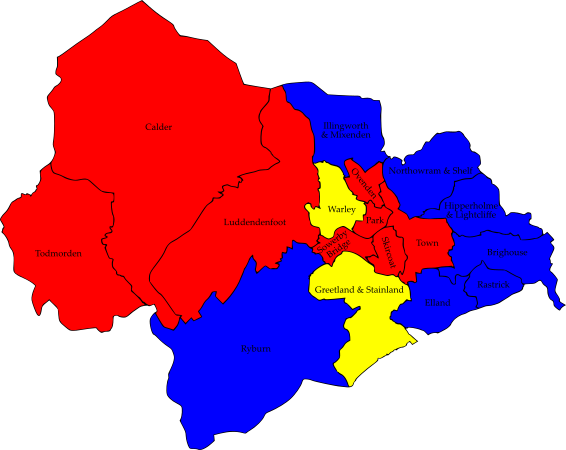 Calder
Illingworth
& Mixenden
Northowram & Shelf
Ovenden
Hipperholme
& Lightcliffe
Warley
Park
Luddendenfoot
Town
Sowerby
Bridge
Skircoat
Todmorden
Brighouse
Rastrick
Greetland & Stainland
Elland
Ryburn